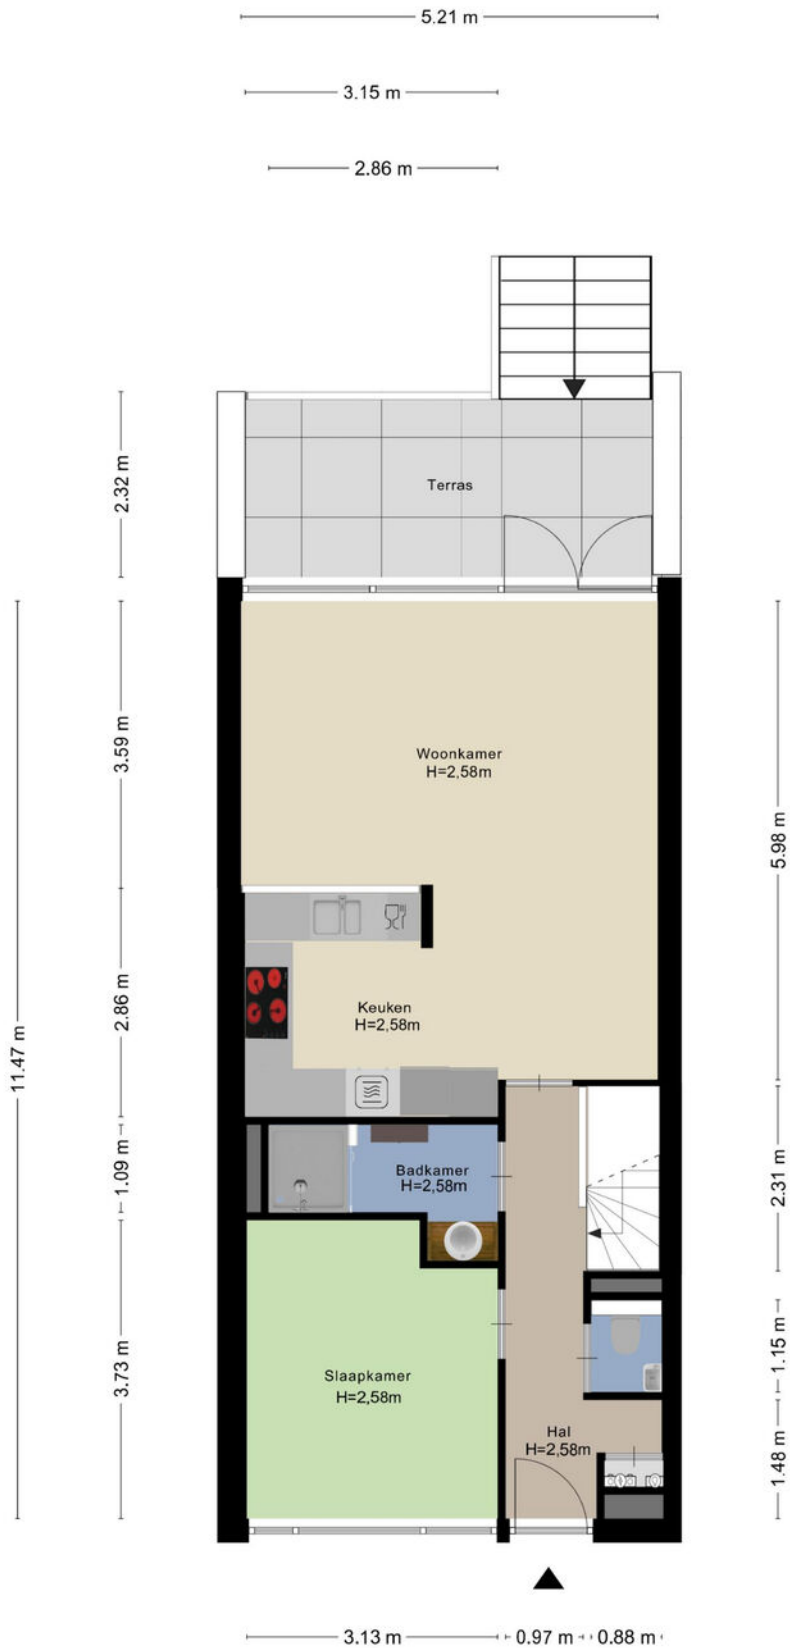 5.21 m
3.15 m
2.86 m
2.32 m
Terras
3.59 m
Woonkamer
H=2,58m
5.98 m
2.86 m
Keuken
H=2,58m
11.47 m
1.09 m
Badkamer
H=2,58m
2.31 m
3.73 m
Slaapkamer
H=2,58m
1.15 m
Hal
H=2,58m
1.48 m
3.13 m
0.97 m
0.88 m